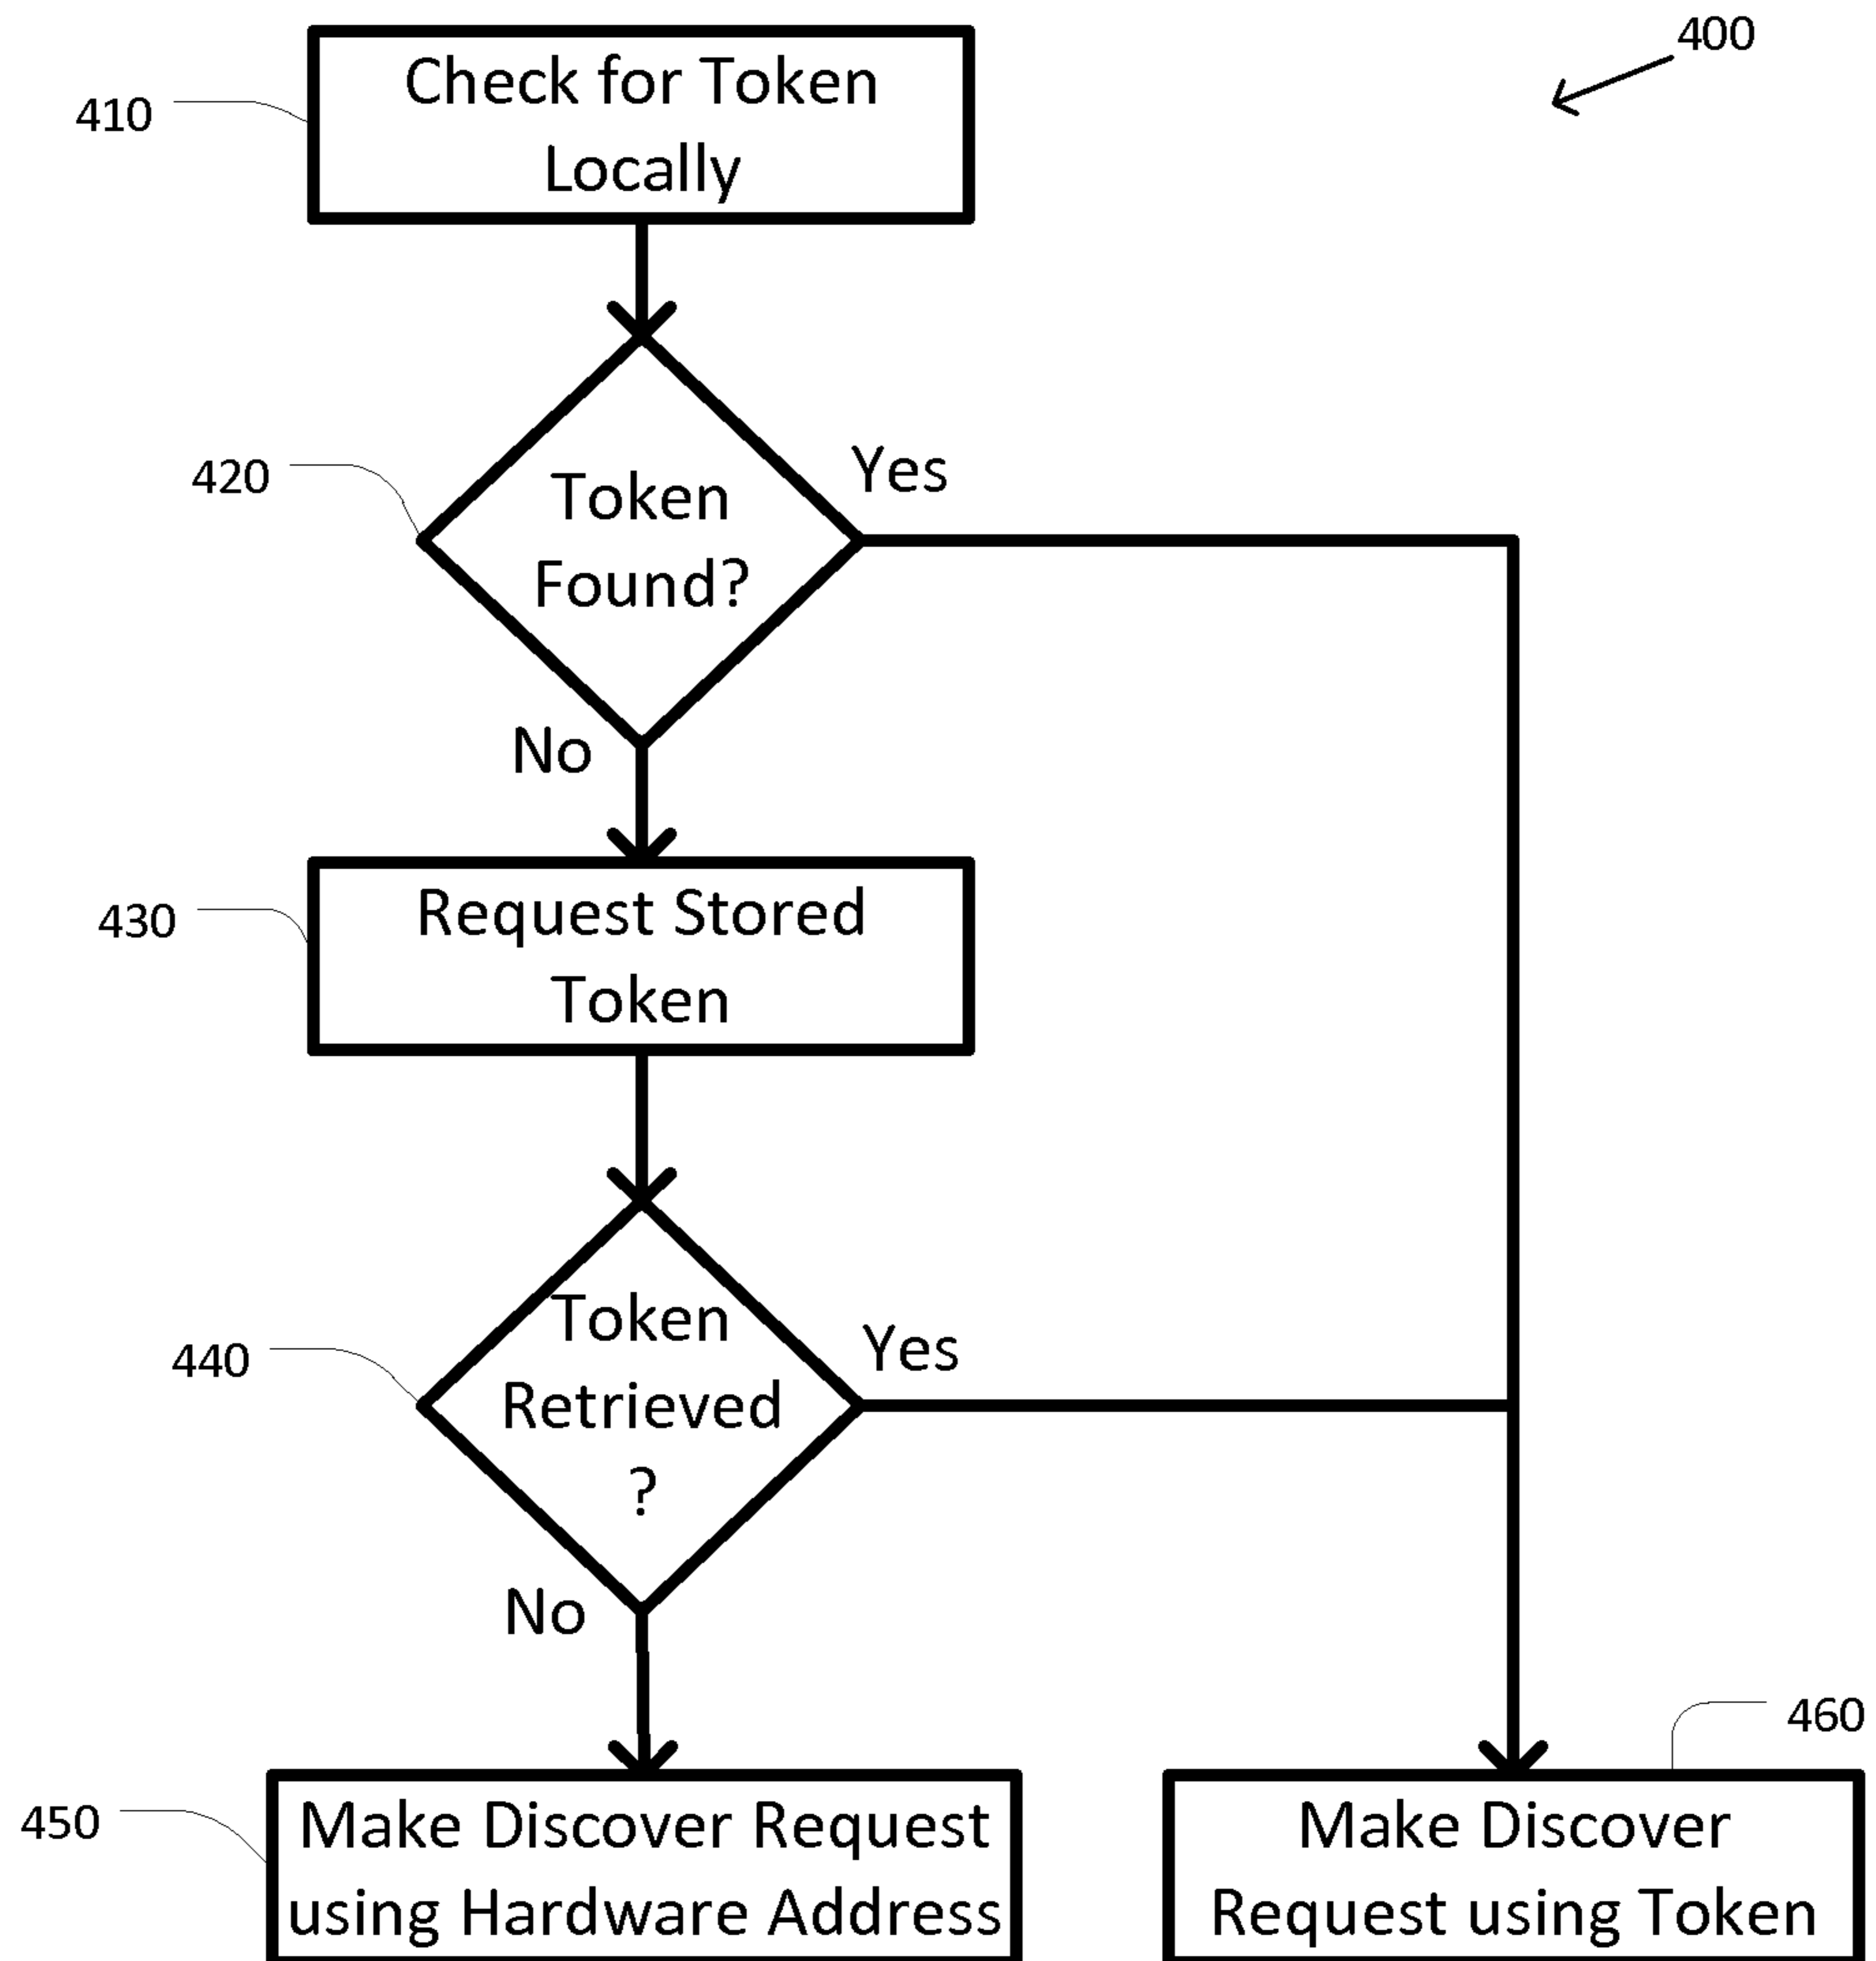 400
410
Check for Token
Locally
420
Token
Found?
Yes
No
430
Request Stored
Token
440
Token
Retrieved
?
Yes
No
450
Make Discover Request
using Hardware Address
460
Make Discover
Request using Token